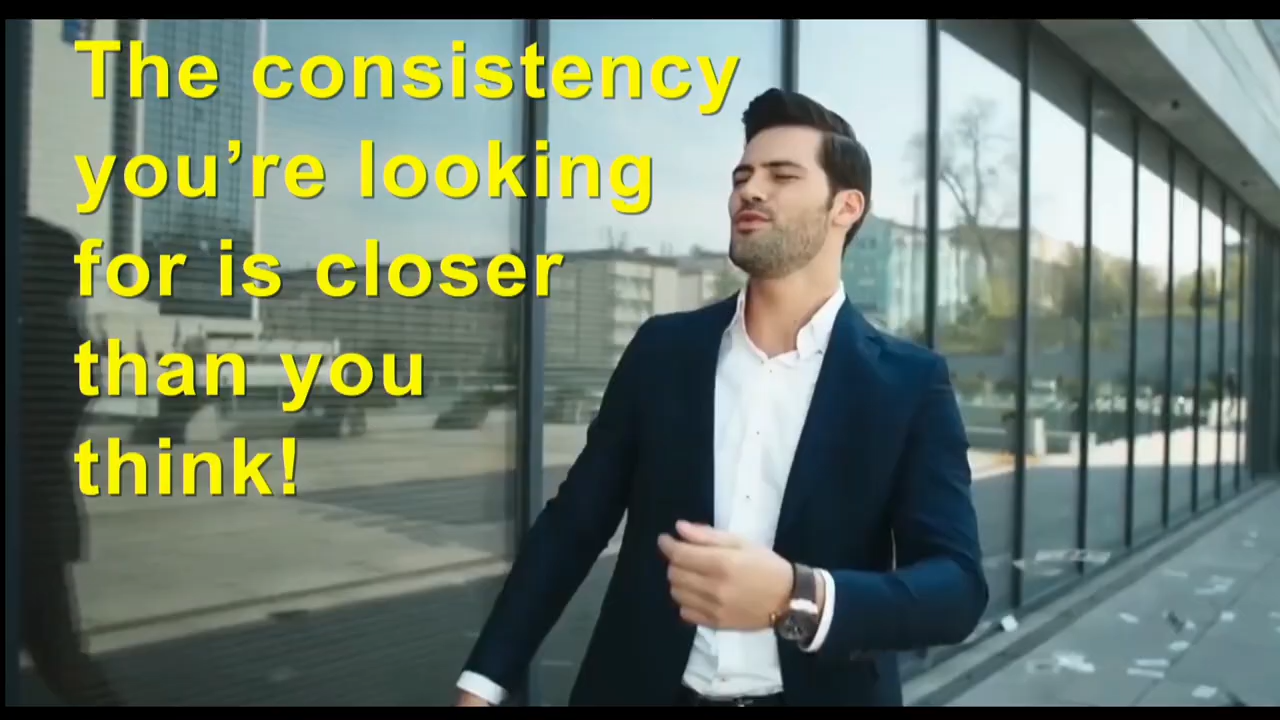 The consistency
you’re looking
for is closer
than you
think!